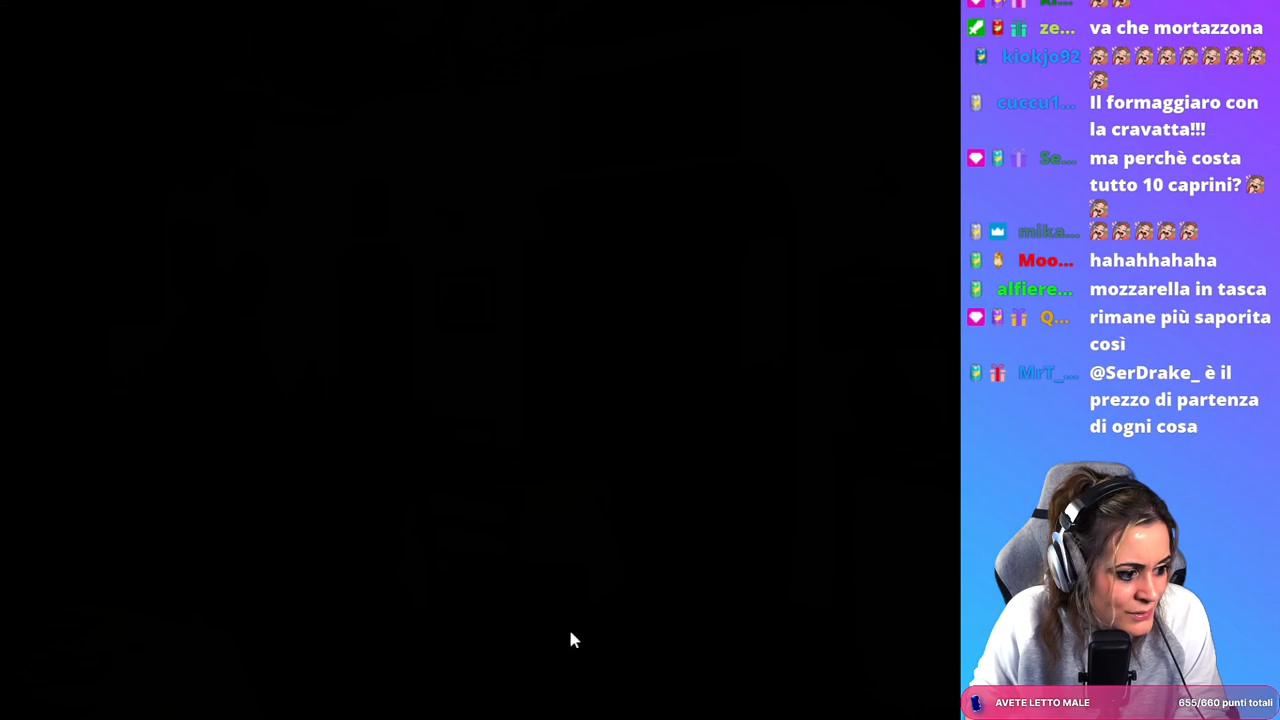 ze... va che mortazzona
kiokjo92
cuccu1... Il formaggiaro con
la cravatta!!!
Se... ma perchè costa
tutto 10 caprini?
mika...
Moo... hahahhahaha
alfiere... mozzarella in tasca
Q... rimane più saporita
così
MrT_... @SerDrake_ è il
prezzo di partenza
di ogni cosa
AVETE LETTO MALE 655/660 punti totali